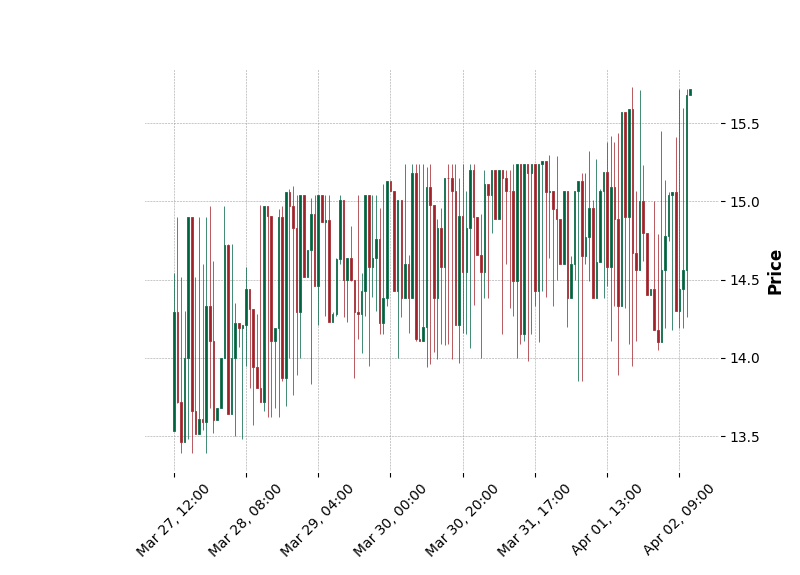 15.5
15.0
14.5
14.0
13.5
Price
Mar 27, 12:00
Mar 28, 08:00
Mar 29, 04:00
Mar 30, 00:00
Mar 30, 20:00
Mar 31, 17:00
Apr 01, 13:00
Apr 02, 09:00